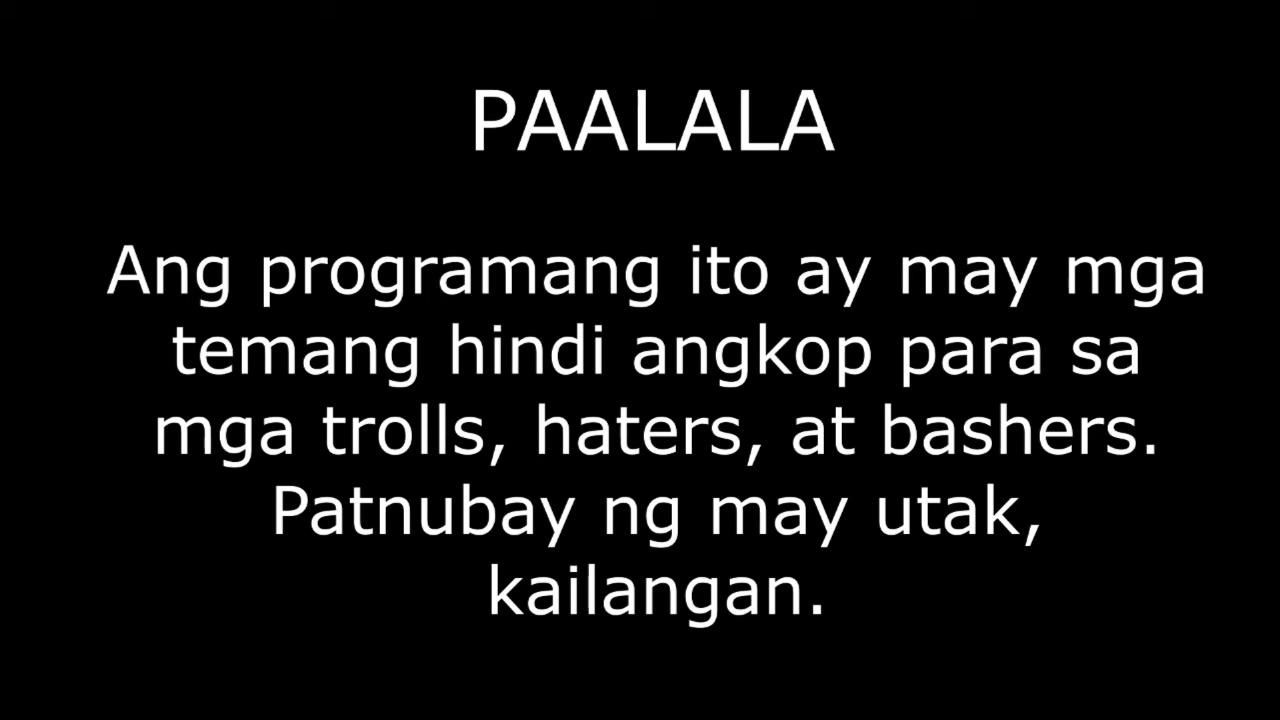 PAALALA
Ang programang ito ay may mga
temang hindi angkop para sa
mga trolls, haters, at bashers.
Patnubay ng may utak,
kailangan.